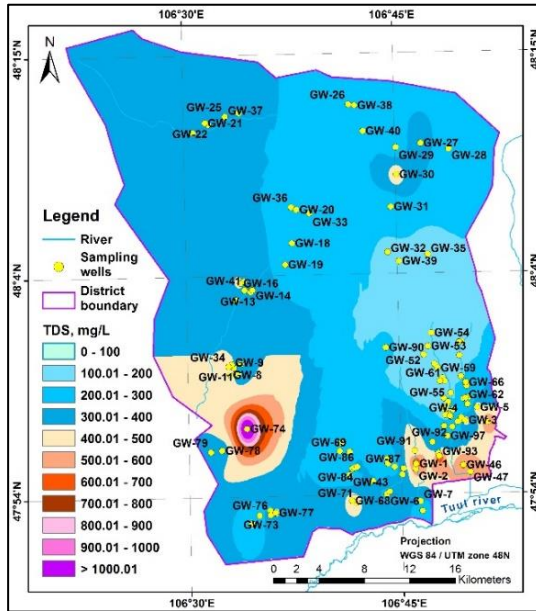 106°30'E
106°45'E
48°15'N
48°15'N
N
GW-26
GW-38
GW-25
GW-37
GW-21
GW-22
GW-40
GW-27
GW-29
GW-28
GW-30
GW-36
GW-20
GW-31
GW-33
Legend
River
Sampling
wells
District
boundary
TDS, mg/L
0 - 100
100.01 - 200
200.01 - 300
300.01 - 400
400.01 - 500
500.01 - 600
600.01 - 700
700.01 - 800
800.01 - 900
900.01 - 1000
> 1000.01
GW-18
GW-32
GW-35
GW-39
GW-19
48°4'N
48°4'N
GW-41
GW-16
GW-14
GW-13
GW-54
GW-90
GW-53
GW-52
GW-34
GW-9
GW-11
GW-8
GW-61
GW-59
GW-66
GW-55
GW-62
GW-4
GW-5
GW-3
GW-74
GW-92
GW-97
GW-79
GW-78
GW-69
GW-91
GW-86
GW-87
GW-93
GW-1
GW-46
GW-84
GW-2
GW-47
GW-43
47°54'N
47°54'N
GW-71
GW-68
GW-6
GW-7
GW-76
GW-77
GW-73
Tuul river
Projection
WGS 84 / UTM zone 48N
0 2 4 8 12 16
Kilometers
106°30'E
106°45'E